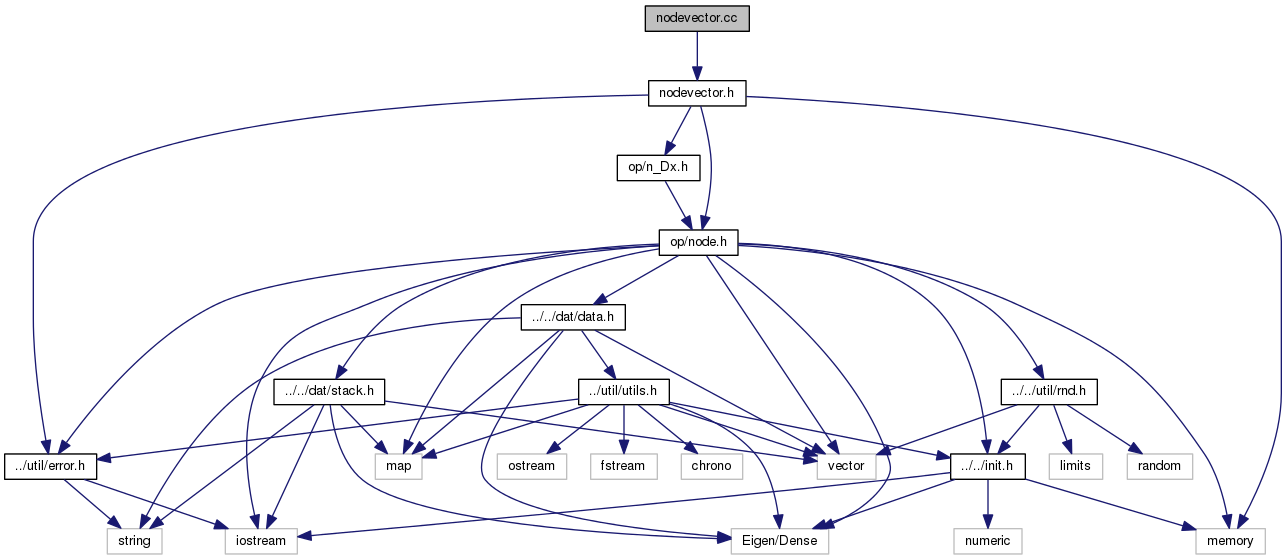 nodevector.cc
nodevector.h
op/n_Dx.h
op/node.h
../../dat/data.h
../../dat/stack.h
../util/utils.h
../../util/rnd.h
../util/error.h
map
ostream
fstream
chrono
vector
../../init.h
limits
random
string
iostream
Eigen/Dense
numeric
memory